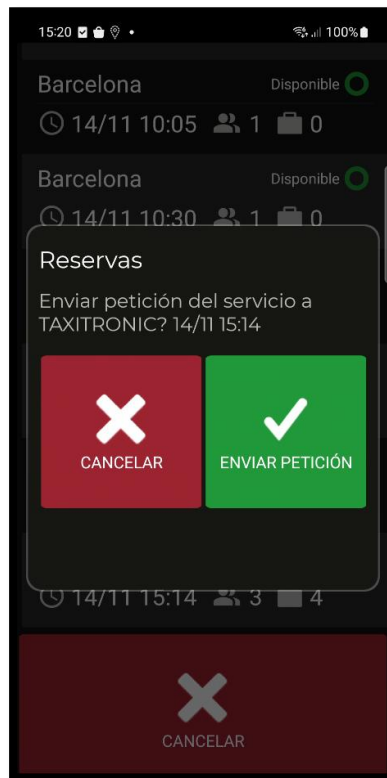 15:20 100%
Barcelona Disponible
14/11 10:05 1 0
Barcelona Disponible
14/11 10:30 1 0
Reservas
Enviar petición del servicio a
TAXITRONIC? 14/11 15:14
CANCELAR ENVIAR PETICIÓN
14/11 15:14 3 4
CANCELAR